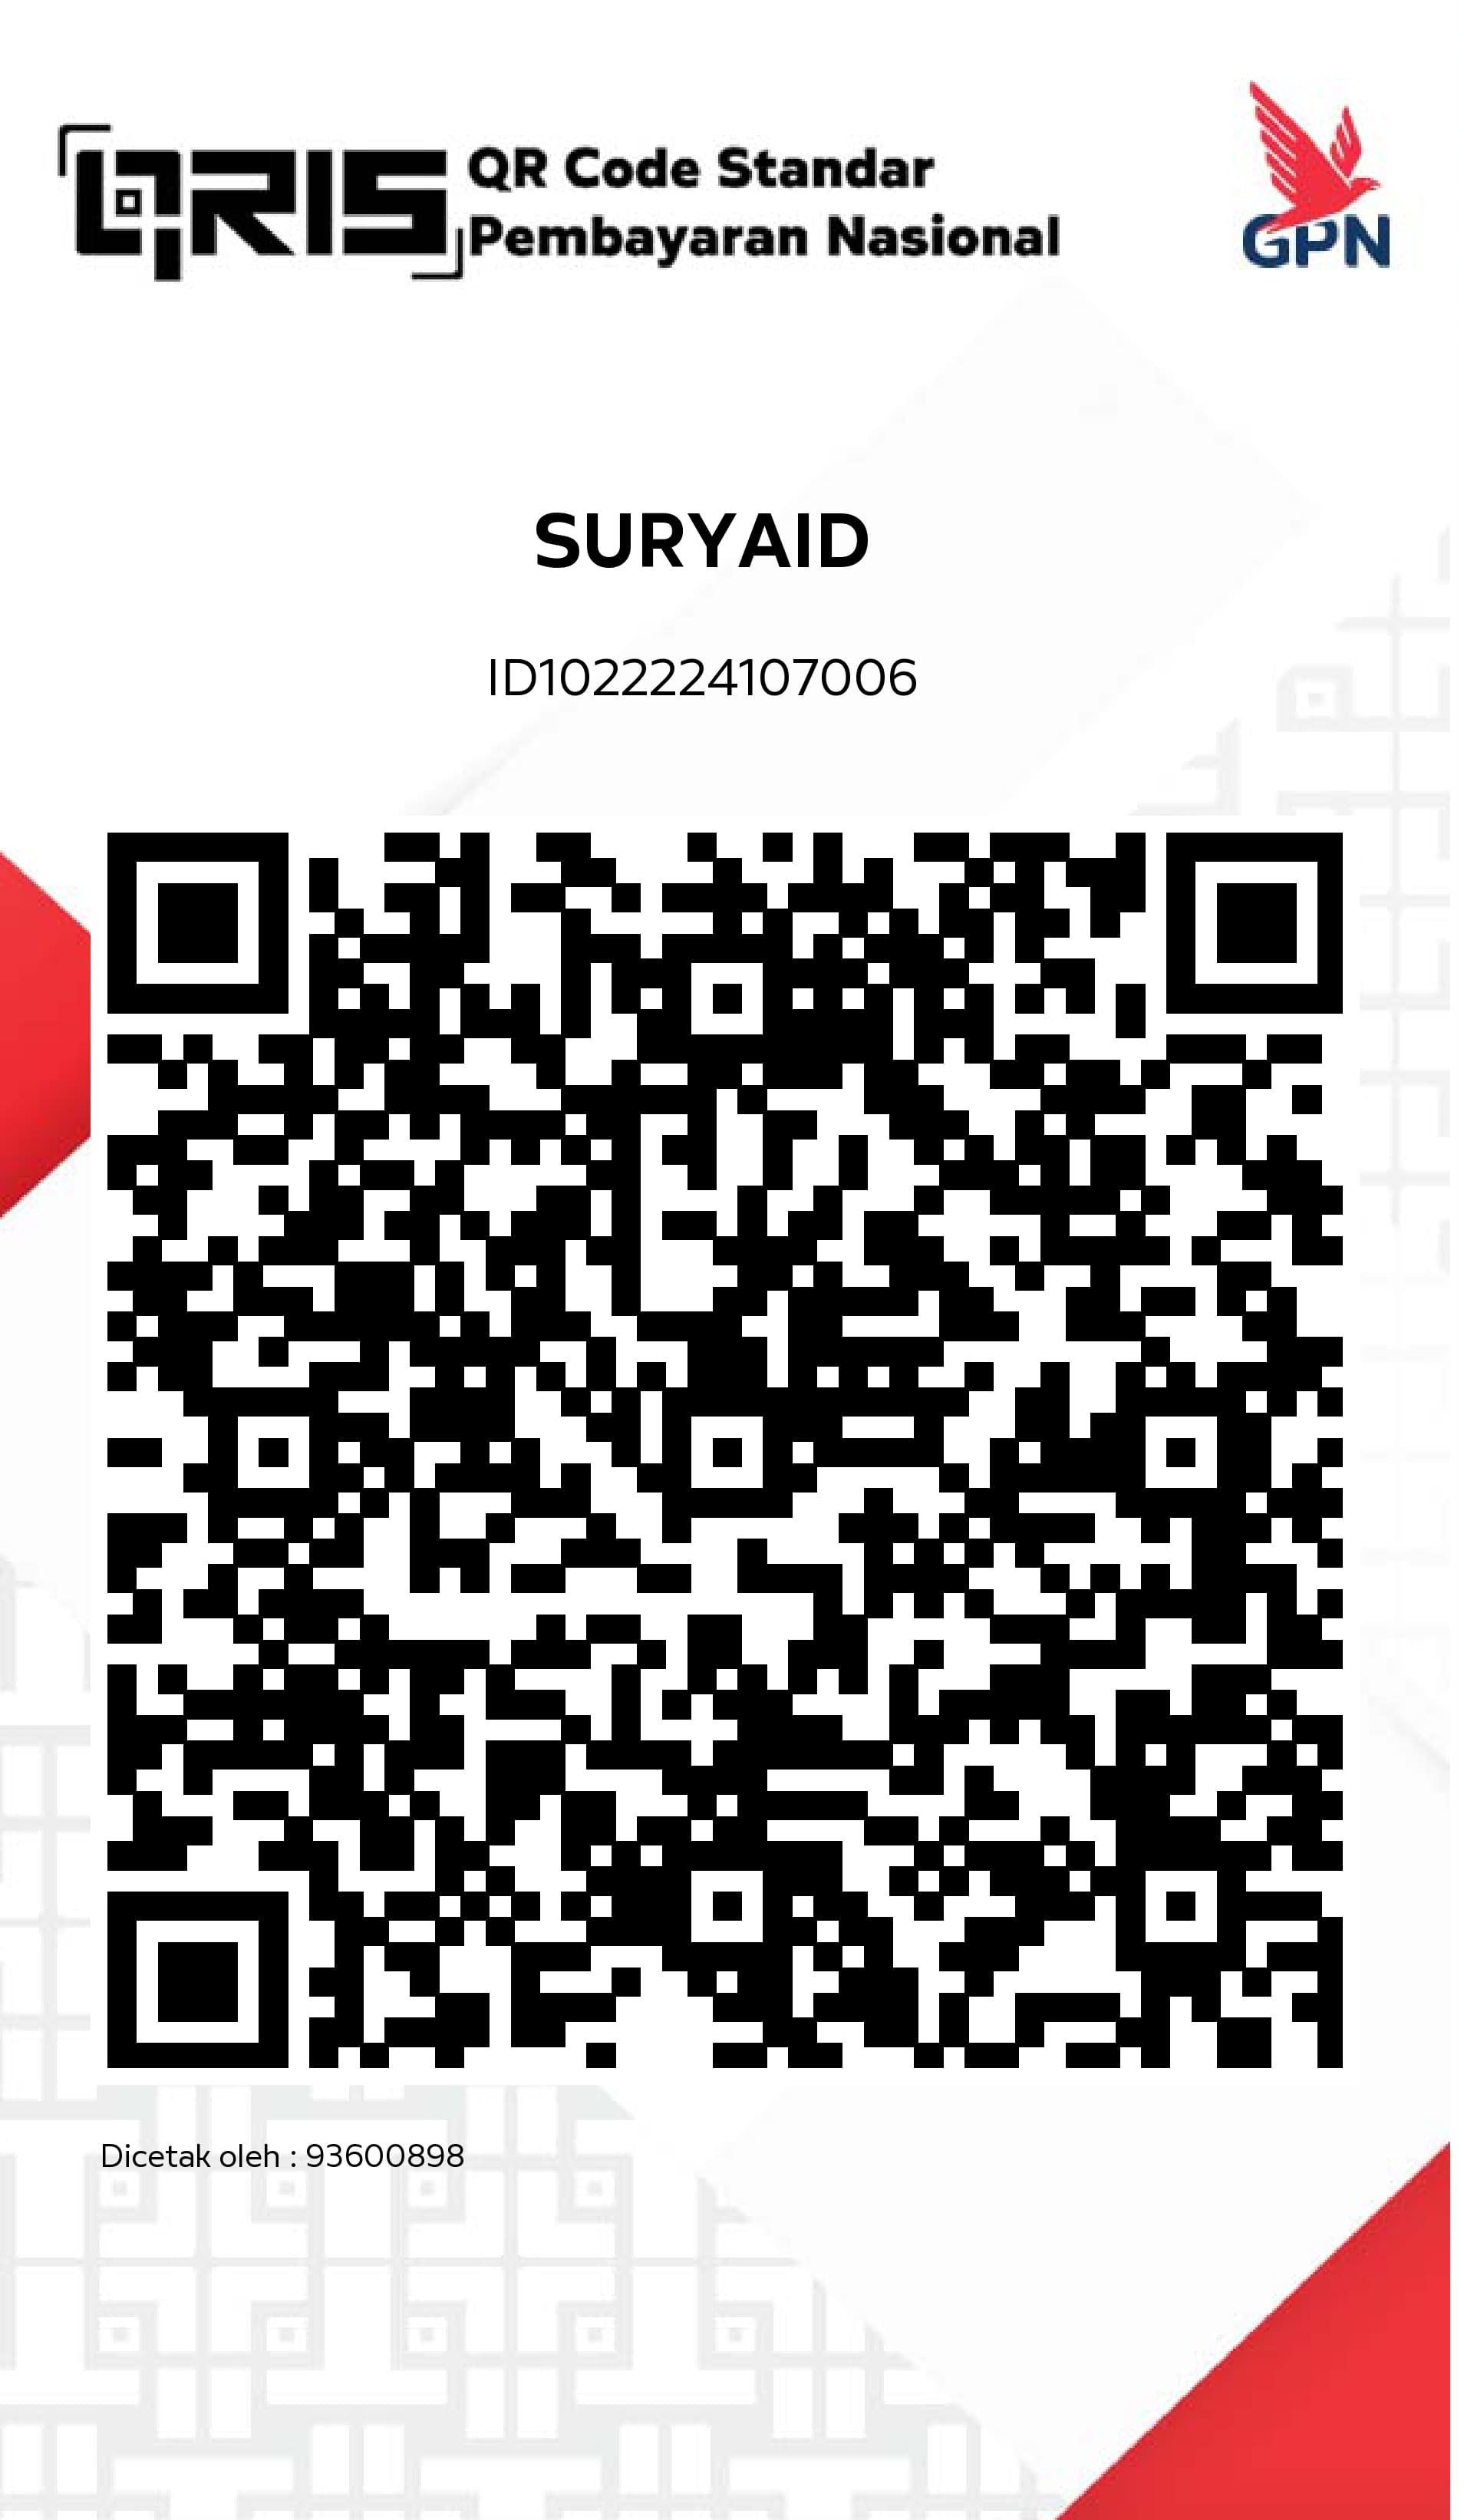 QRIS QR Code Standar
Pembayaran Nasional
GPN
SURYAID
ID1022224107006
Dicetak oleh : 93600898